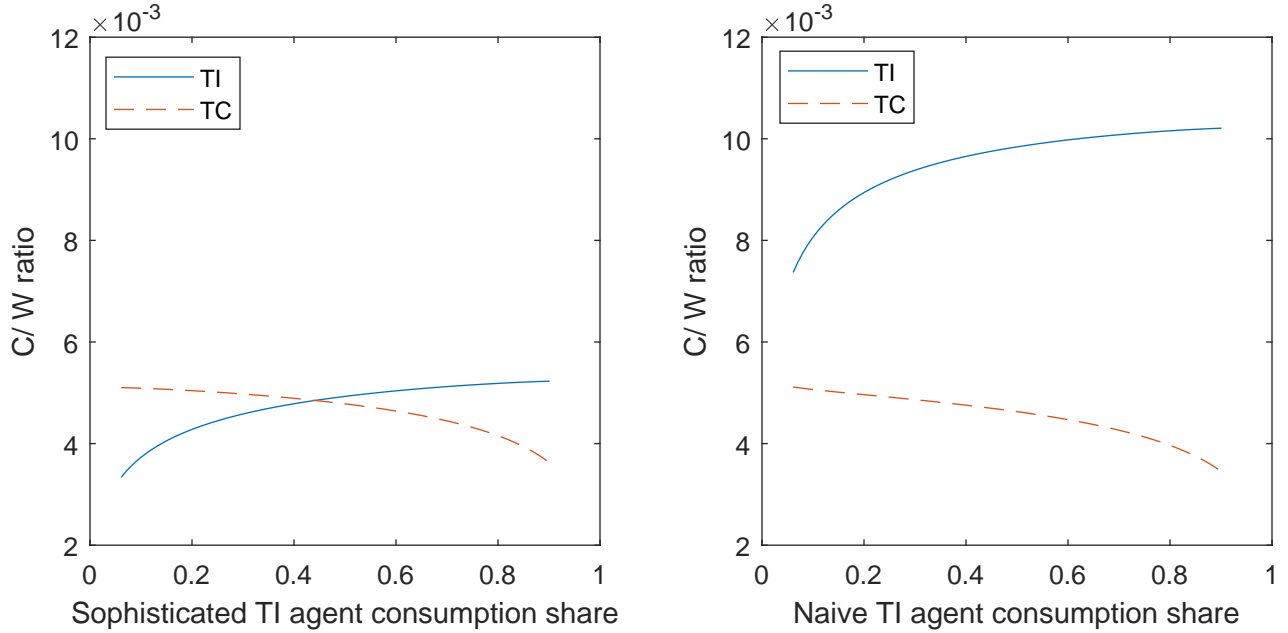 ×10-3
12
10
8
6
4
2
C/ W ratio
TI
TC
0 0.2 0.4 0.6 0.8 1
Sophisticated TI agent consumption share
×10-3
12
10
8
6
4
2
C/ W ratio
TI
TC
0 0.2 0.4 0.6 0.8 1
Naive TI agent consumption share